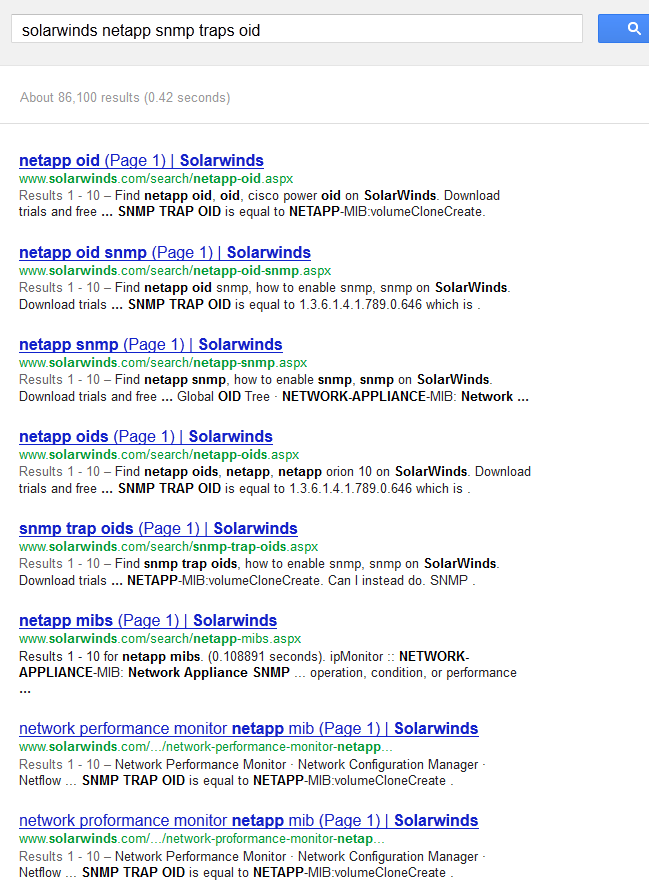 solarwinds netapp snmp traps oid
About 86,100 results (0.42 seconds)
netapp oid (Page 1) | Solarwinds
www.solarwinds.com/search/netapp-oid.aspx
Results 1 - 10 – Find netapp oid, oid, cisco power oid on SolarWinds. Download
trials and free ... SNMP TRAP OID is equal to NETAPP-MIB:volumeCloneCreate.
netapp oid snmp (Page 1) | Solarwinds
www.solarwinds.com/search/netapp-oid-snmp.aspx
Results 1 - 10 – Find netapp oid snmp, how to enable snmp, snmp on SolarWinds.
Download trials ... SNMP TRAP OID is equal to 1.3.6.1.4.1.789.0.646 which is .
netapp snmp (Page 1) | Solarwinds
www.solarwinds.com/search/netapp-snmp.aspx
Results 1 - 10 – Find netapp snmp, how to enable snmp, snmp on SolarWinds.
Download trials and free ... Global OID Tree · NETWORK-APPLIANCE-MIB: Network ...
netapp oids (Page 1) | Solarwinds
www.solarwinds.com/search/netapp-oids.aspx
Results 1 - 10 – Find netapp oids, netapp, netapp orion 10 on SolarWinds. Download
trials and free ... SNMP TRAP OID is equal to 1.3.6.1.4.1.789.0.646 which is .
snmp trap oids (Page 1) | Solarwinds
www.solarwinds.com/search/snmp-trap-oids.aspx
Results 1 - 10 – Find snmp trap oids, how to enable snmp, snmp on SolarWinds.
Download trials ... NETAPP-MIB:volumeCloneCreate. Can I instead do. SNMP .
netapp mibs (Page 1) | Solarwinds
www.solarwinds.com/search/netapp-mibs.aspx
Results 1 - 10 for netapp mibs. (0.108891 seconds). ipMonitor :: NETWORK-
APPLIANCE-MIB: Network Appliance SNMP ... operation, condition, or performance
...
network performance monitor netapp mib (Page 1) | Solarwinds
www.solarwinds.com/.../network-performance-monitor-netapp...
Results 1 - 10 – Network Performance Monitor · Network Configuration Manager ·
Netflow ... SNMP TRAP OID is equal to NETAPP-MIB:volumeCloneCreate .
network proformance monitor netapp mib (Page 1) | Solarwinds
www.solarwinds.com/.../network-proformance-monitor-netap...
Results 1 - 10 – Network Performance Monitor · Network Configuration Manager ·
Netflow ... SNMP TRAP OID is equal to NETAPP-MIB:volumeCloneCreate .